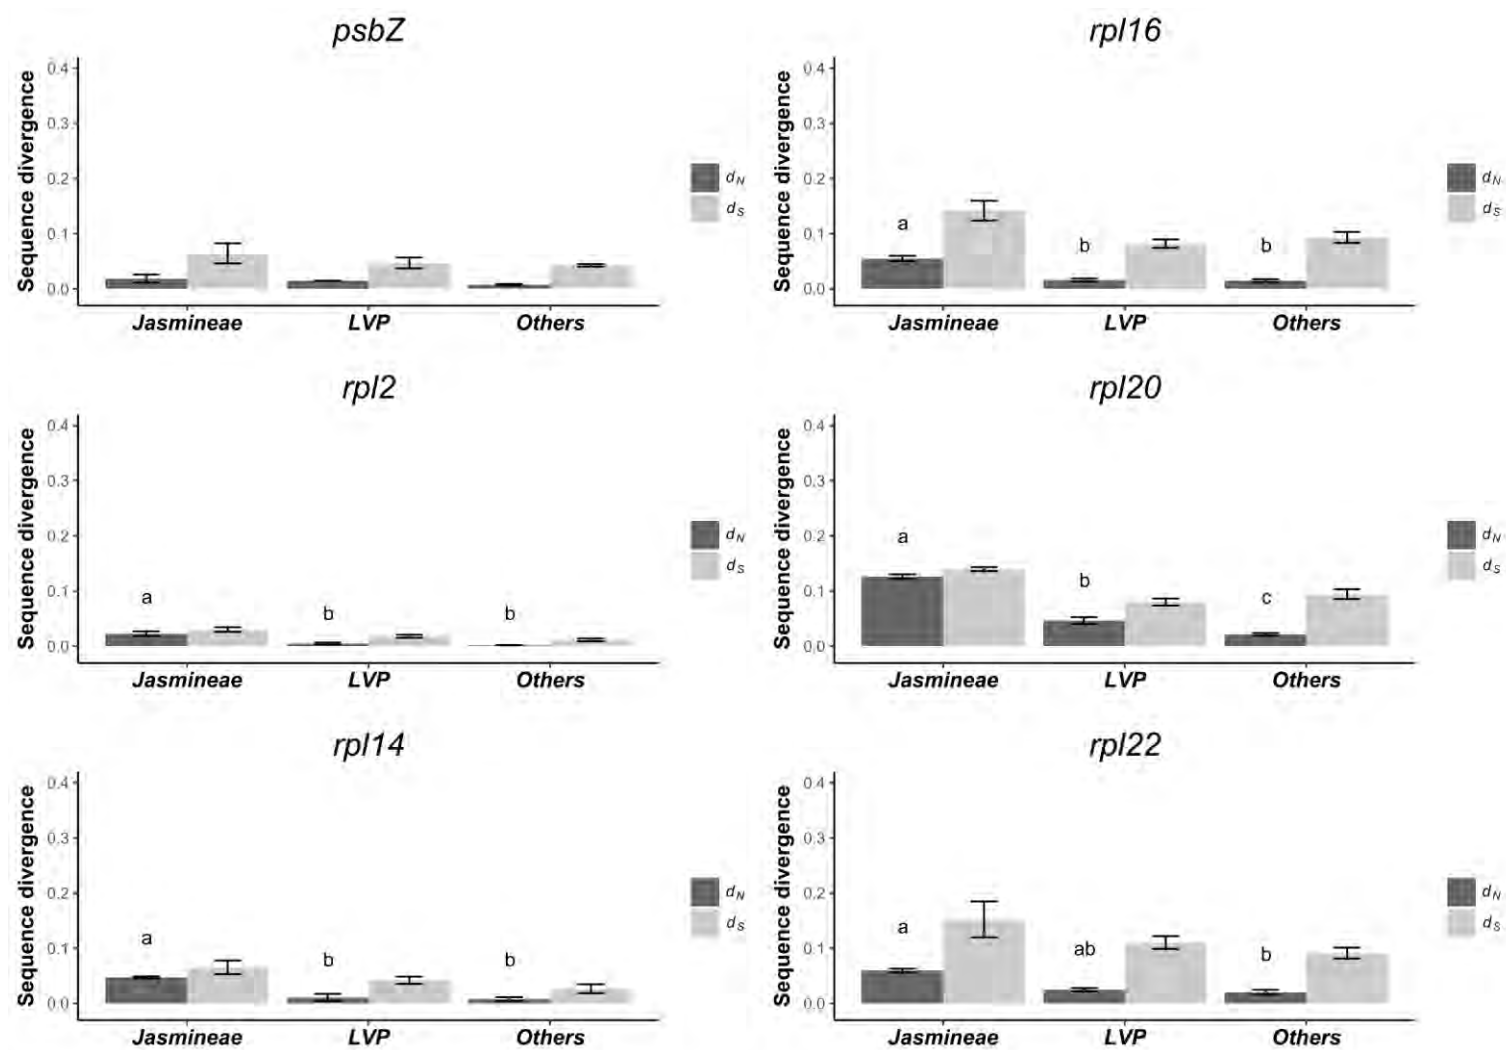 psbZ
Sequence divergence
0.4
0.3
0.2
0.1
0.0
Jasmineae LVP Others
dN
dS
rpl16
Sequence divergence
0.4
0.3
0.2
0.1
0.0
a b b
Jasmineae LVP Others
dN
dS
rpl2
Sequence divergence
0.4
0.3
0.2
0.1
0.0
a b b
Jasmineae LVP Others
dN
dS
rpl20
Sequence divergence
0.4
0.3
0.2
0.1
0.0
a b c
Jasmineae LVP Others
dN
dS
rpl14
Sequence divergence
0.4
0.3
0.2
0.1
0.0
a b b
Jasmineae LVP Others
dN
dS
rpl22
Sequence divergence
0.4
0.3
0.2
0.1
0.0
a ab b
Jasmineae LVP Others
dN
dS